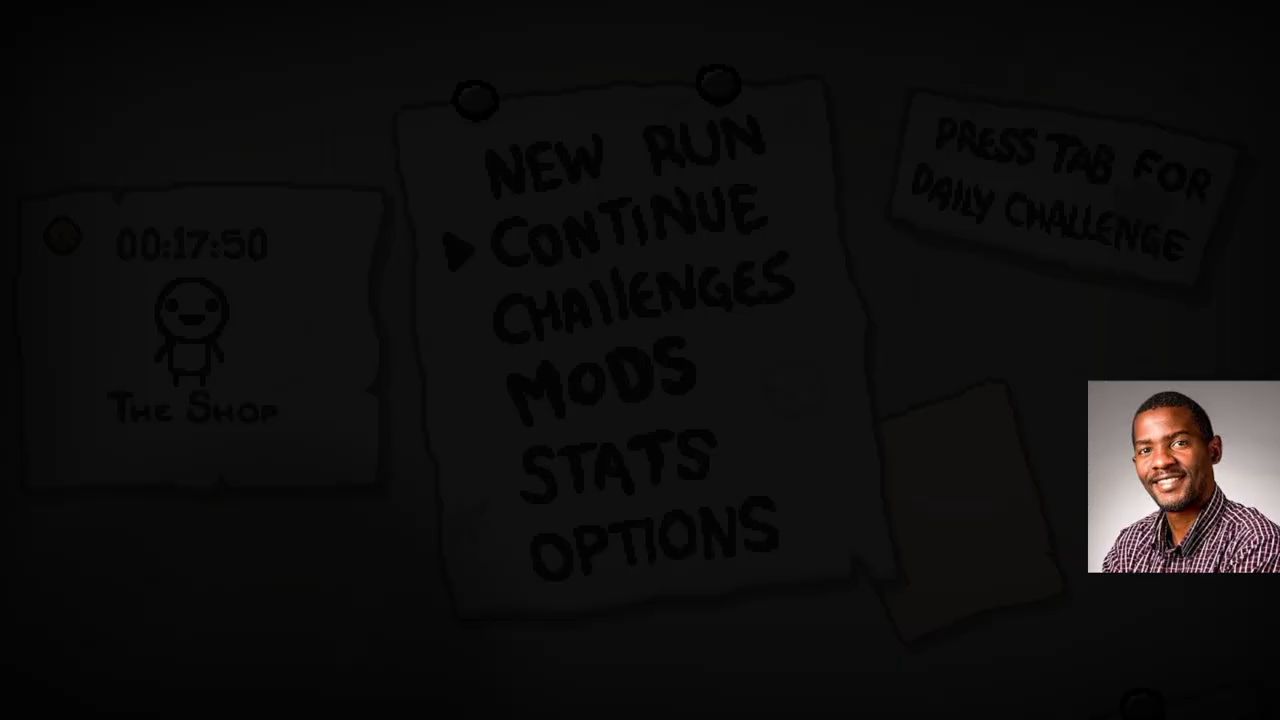 00:17:50
The Shop
NEW RUN
CONTINUE
CHAllENGES
MODS
STATS
OPTIONS
PRESS TAB FOR
DAILY CHALLENGE